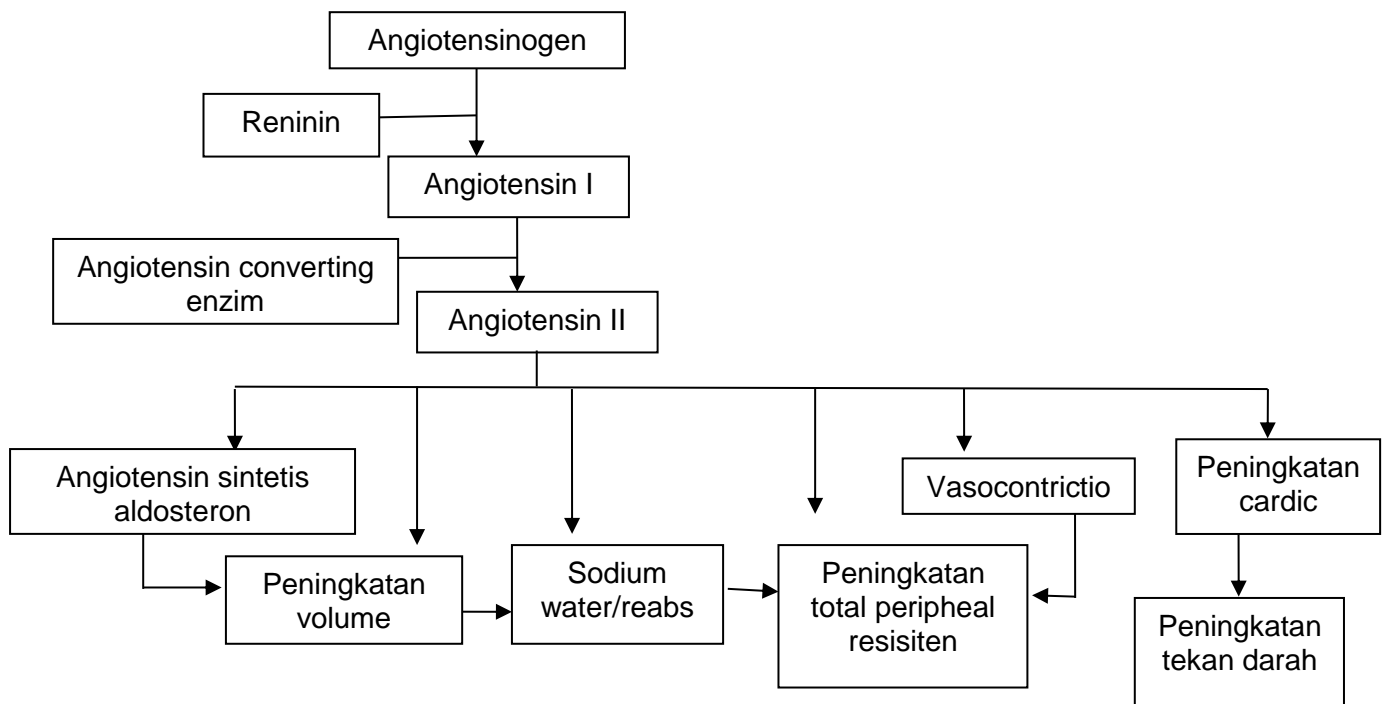 Angiotensinogen
Reninin
Angiotensin I
Angiotensin converting
enzim
Angiotensin II
Angiotensin sintetis
aldosteron
Vasocontrictio
Peningkatan
cardic
Peningkatan
volume
Sodium
water/reabs
Peningkatan
total peripheal
resisiten
Peningkatan
tekan darah